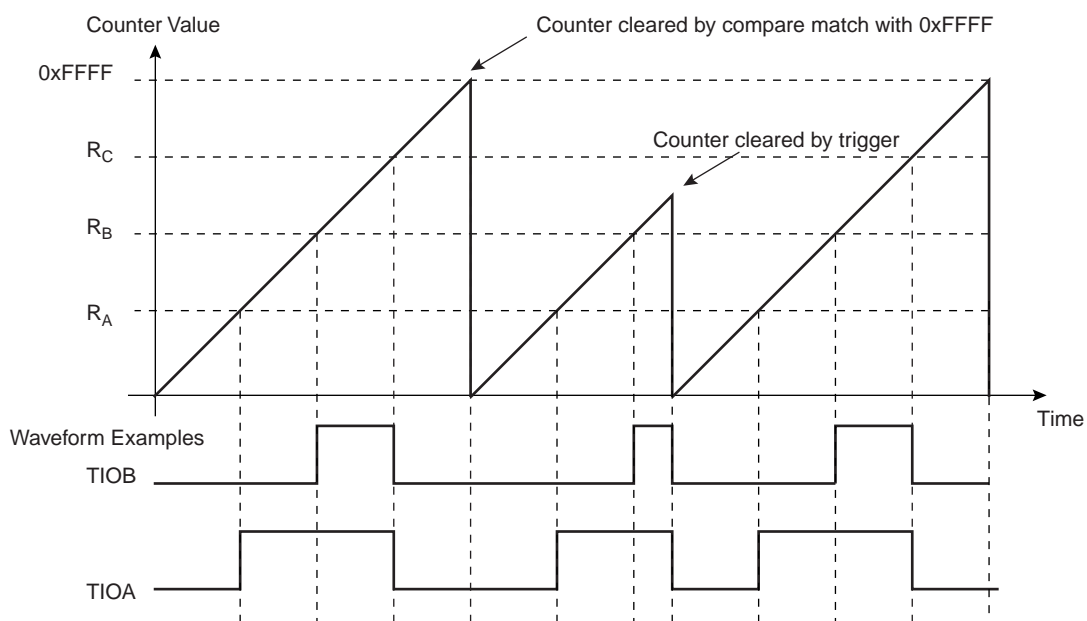 Counter Value
Counter cleared by compare match with 0xFFFF
0xFFFF
Counter cleared by trigger
RC
RB
RA
Time
Waveform Examples
TIOB
TIOA